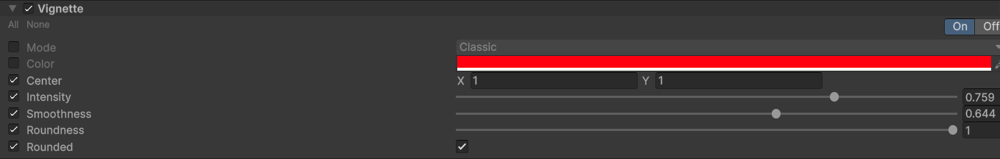 Vignette
All None
On Off
Mode Classic
Color
Center X 1 Y 1
Intensity 0.759
Smoothness 0.644
Roundness 1
Rounded